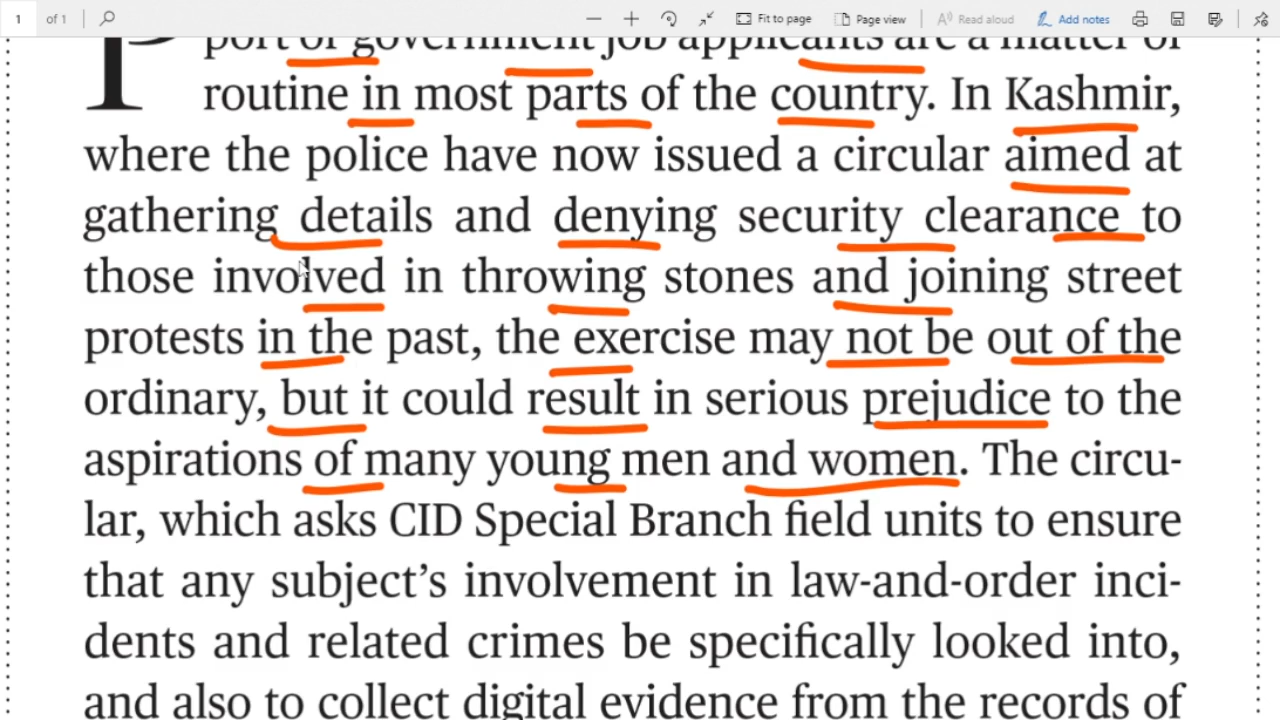 1 of 1 Fit to page Page view Read aloud Add notes
P port of government job applicants are a matter of
routine in most parts of the country. In Kashmir,
where the police have now issued a circular aimed at
gathering details and denying security clearance to
those involved in throwing stones and joining street
protests in the past, the exercise may not be out of the
ordinary, but it could result in serious prejudice to the
aspirations of many young men and women. The circu-
lar, which asks CID Special Branch field units to ensure
that any subject's involvement in law-and-order inci-
dents and related crimes be specifically looked into,
and also to collect digital evidence from the records of